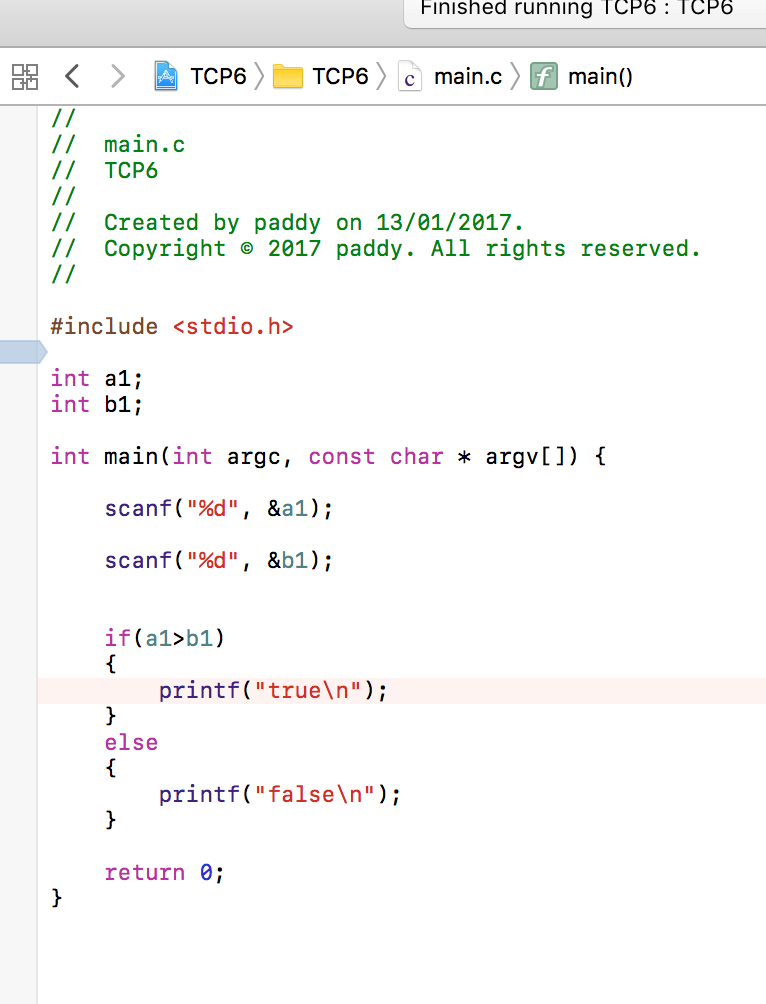 Finished running TCP6 : TCP6
TCP6 TCP6 c main.c f main()
//
// main.c
// TCP6
//
// Created by paddy on 13/01/2017.
// Copyright © 2017 paddy. All rights reserved.
//
#include <stdio.h>
int a1;
int b1;
int main(int argc, const char * argv[]) {
scanf("%d", &a1);
scanf("%d", &b1);
if(a1>b1)
{
printf("true\n");
}
else
{
printf("false\n");
}
return 0;
}